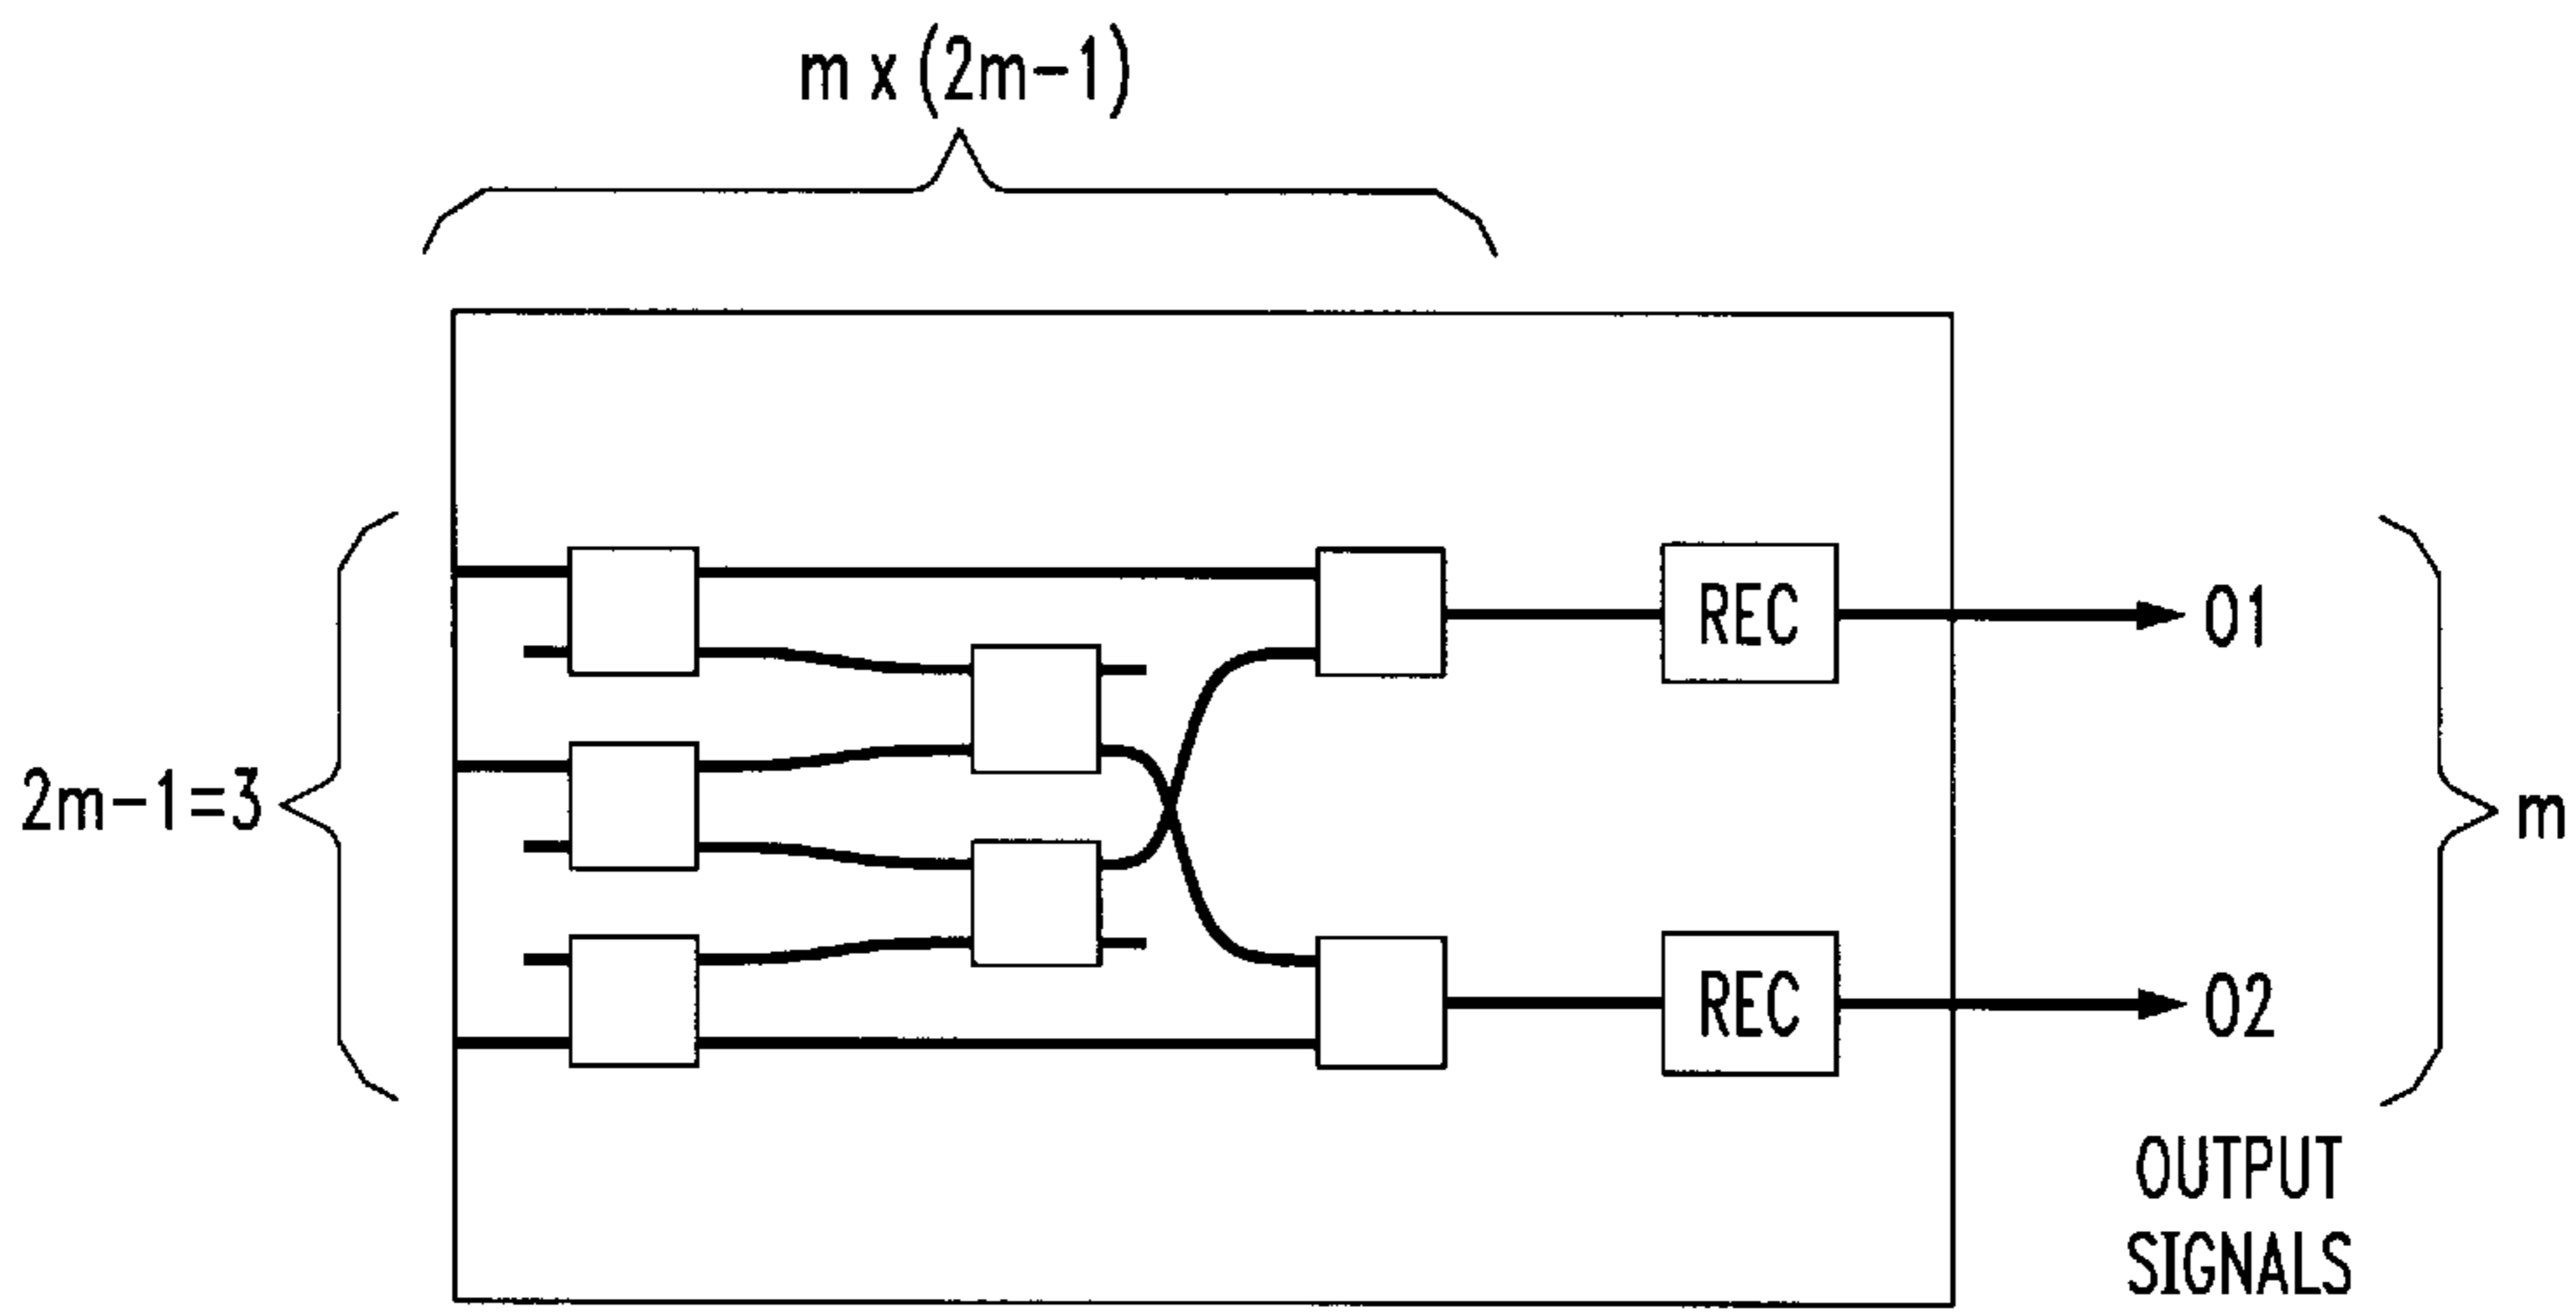 m x (2m-1)
REC
O1
2m-1=3
m
REC
O2
OUTPUT
SIGNALS